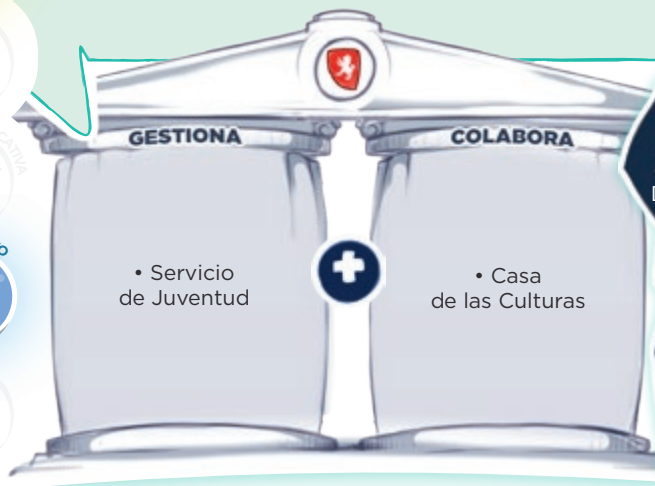 GESTIONA
COLABORA
• Servicio
de Juventud
• Casa
de las Culturas